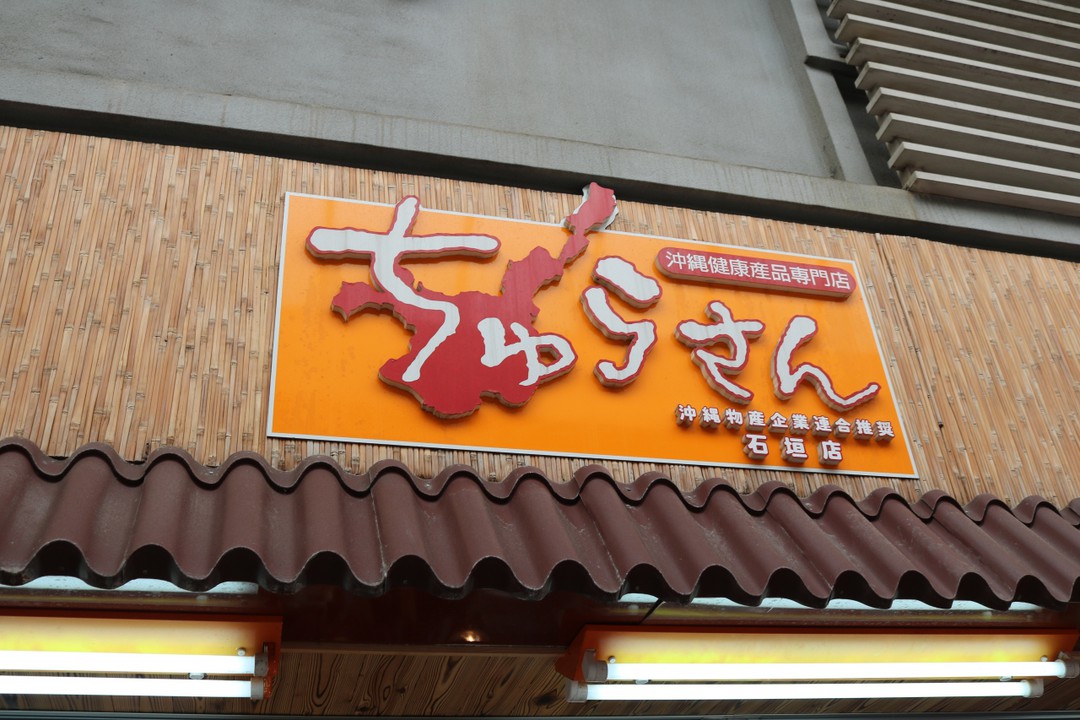 沖縄健康産品専門店
ちゅらさん
沖縄物産企業連合推奨
石垣店